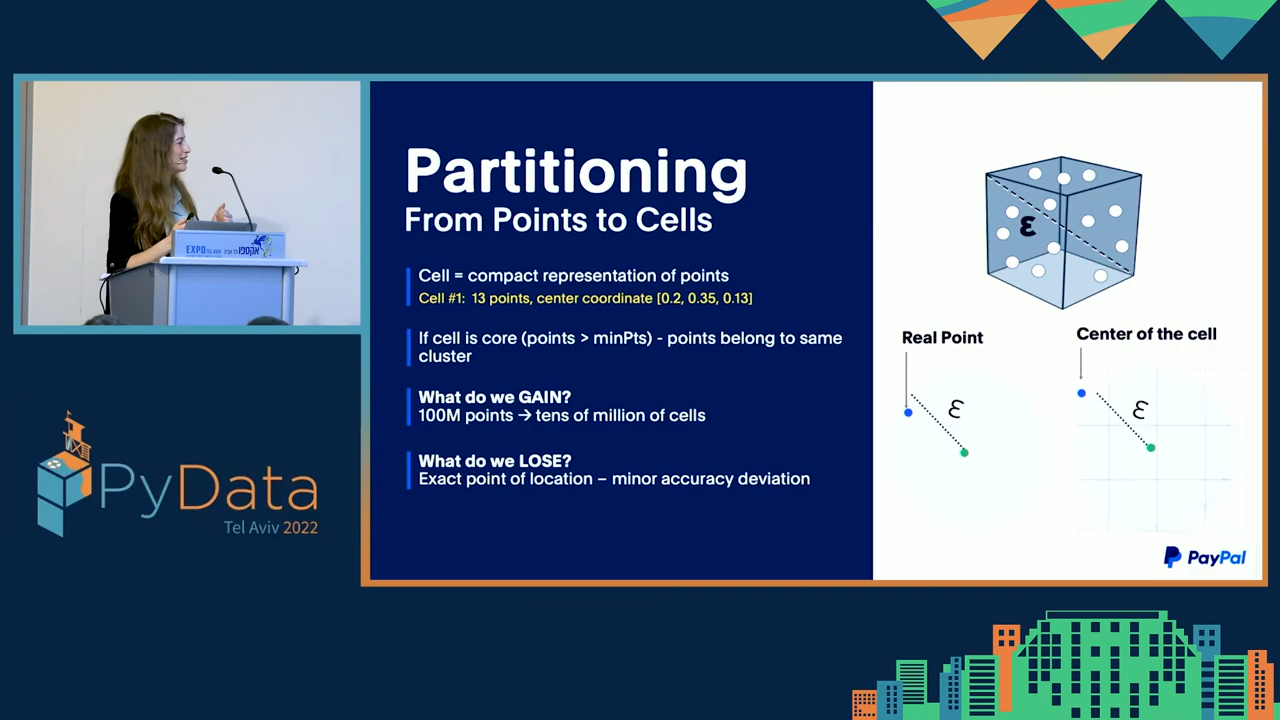 Partitioning
From Points to Cells
Cell = compact representation of points
Cell #1: 13 points, center coordinate [0.2, 0.35, 0.13]
If cell is core (points > minPts) - points belong to same
cluster
What do we GAIN?
100M points → tens of million of cells
What do we LOSE?
Exact point of location – minor accuracy deviation
ε
Real Point
ε
Center of the cell
ε
PayPal
EXPO
אקספו
PyData
Tel Aviv 2022